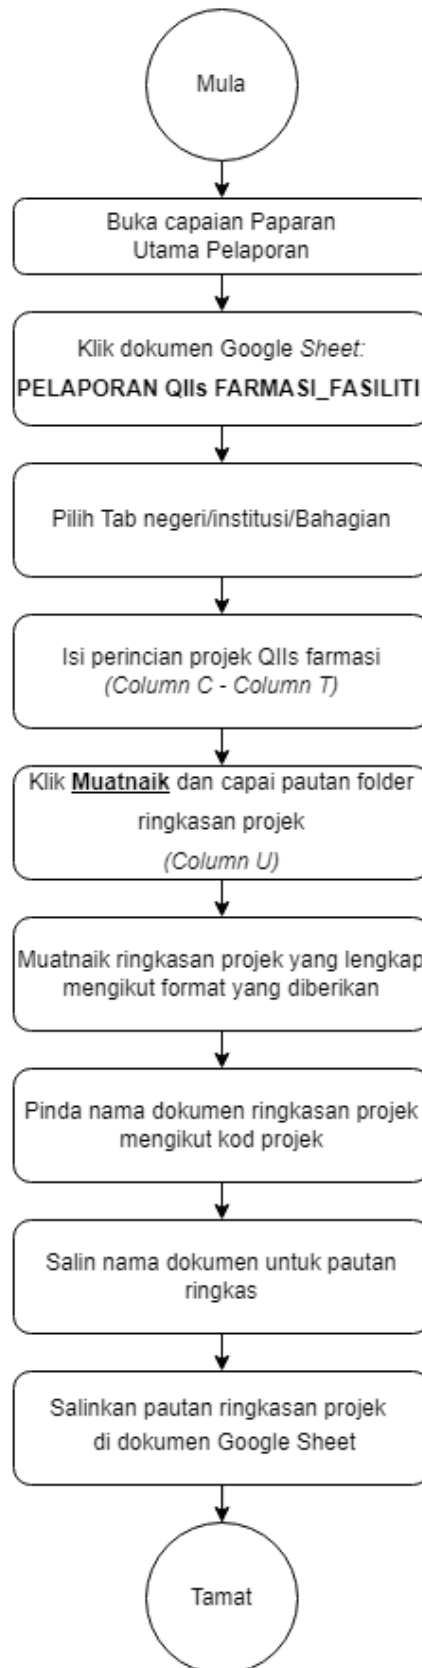 Mula
Buka capaian Paparan
Utama Pelaporan
Klik dokumen Google Sheet:
PELAPORAN QIIs FARMASI_FASILITI
Pilih Tab negeri/institusi/Bahagian
Isi perincian projek QIIs farmasi
(Column C - Column T)
Klik Muatnaik dan capai pautan folder
ringkasan projek
(Column U)
Muatnaik ringkasan projek yang lengkap
mengikut format yang diberikan
Pinda nama dokumen ringkasan projek
mengikut kod projek
Salin nama dokumen untuk pautan
ringkas
Salinkan pautan ringkasan projek
di dokumen Google Sheet
Tamat